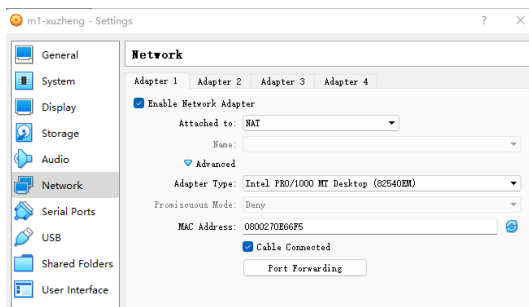 m1-xuzheng - Settings
General
System
Display
Storage
Audio
Network
Serial Ports
USB
Shared Folders
User Interface
Network
Adapter 1 Adapter 2 Adapter 3 Adapter 4
Enable Network Adapter
Attached to: NAT
Name:
Advanced
Adapter Type: Intel PRO/1000 MT Desktop (82540EM)
Promiscuous Mode: Deny
MAC Address: 0800270E66F5
Cable Connected
Port Forwarding